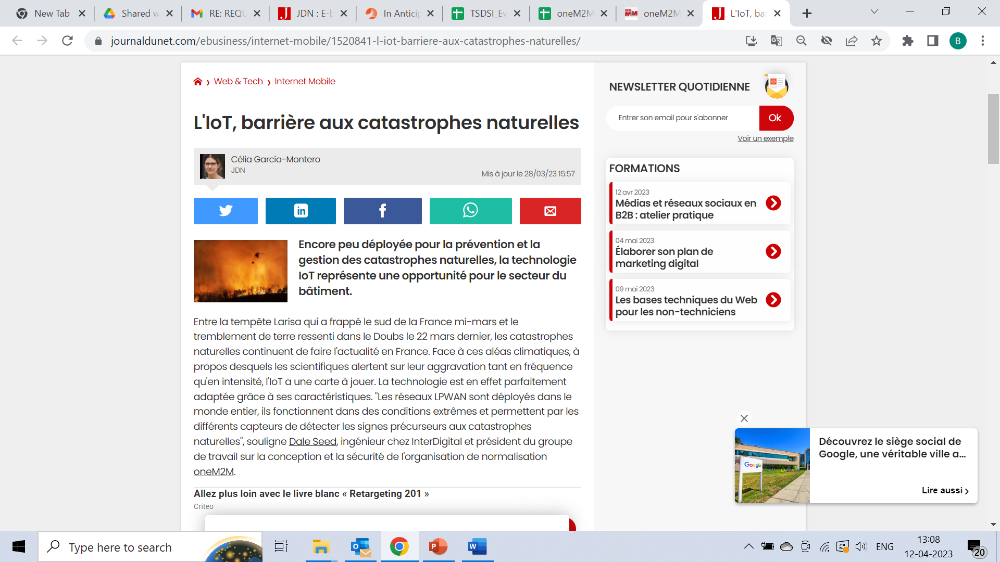 New Tab
Shared w
RE: REQU
JDN : E-b
In Anticip
TSDSI_Ev
oneM2M
oneM2M
L'IoT, bar
journaldunet.com/ebusiness/internet-mobile/1520841-l-iot-barriere-aux-catastrophes-naturelles/
B
Web & Tech > Internet Mobile
L'IoT, barrière aux catastrophes naturelles
Célia Garcia-Montero
JDN
Mis à jour le 28/03/23 15:57
Encore peu déployée pour la prévention et la
gestion des catastrophes naturelles, la technologie
IoT représente une opportunité pour le secteur du
bâtiment.
Entre la tempête Larisa qui a frappé le sud de la France mi-mars et le
tremblement de terre ressenti dans le Doubs le 22 mars dernier, les catastrophes
naturelles continuent de faire l'actualité en France. Face à ces aléas climatiques, à
propos desquels les scientifiques alertent sur leur aggravation tant en fréquence
qu'en intensité, l'IoT a une carte à jouer. La technologie est en effet parfaitement
adaptée grâce à ses caractéristiques. "Les réseaux LPWAN sont déployés dans le
monde entier, ils fonctionnent dans des conditions extrêmes et permettent par les
différents capteurs de détecter les signes précurseurs aux catastrophes
naturelles", souligne Dale Seed, ingénieur chez InterDigital et président du groupe
de travail sur la conception et la sécurité de l'organisation de normalisation
oneM2M.
Allez plus loin avec le livre blanc « Retargeting 201 »
Criteo
NEWSLETTER QUOTIDIENNE
Entrer son email pour s'abonner
Ok
Voir un exemple
FORMATIONS
12 avr 2023
Médias et réseaux sociaux en
B2B : atelier pratique
04 mai 2023
Élaborer son plan de
marketing digital
09 mai 2023
Les bases techniques du Web
pour les non-techniciens
Google
Découvrez le siège social de
Google, une véritable ville a...
Lire aussi >
Type here to search
ENG
13:08
12-04-2023
20